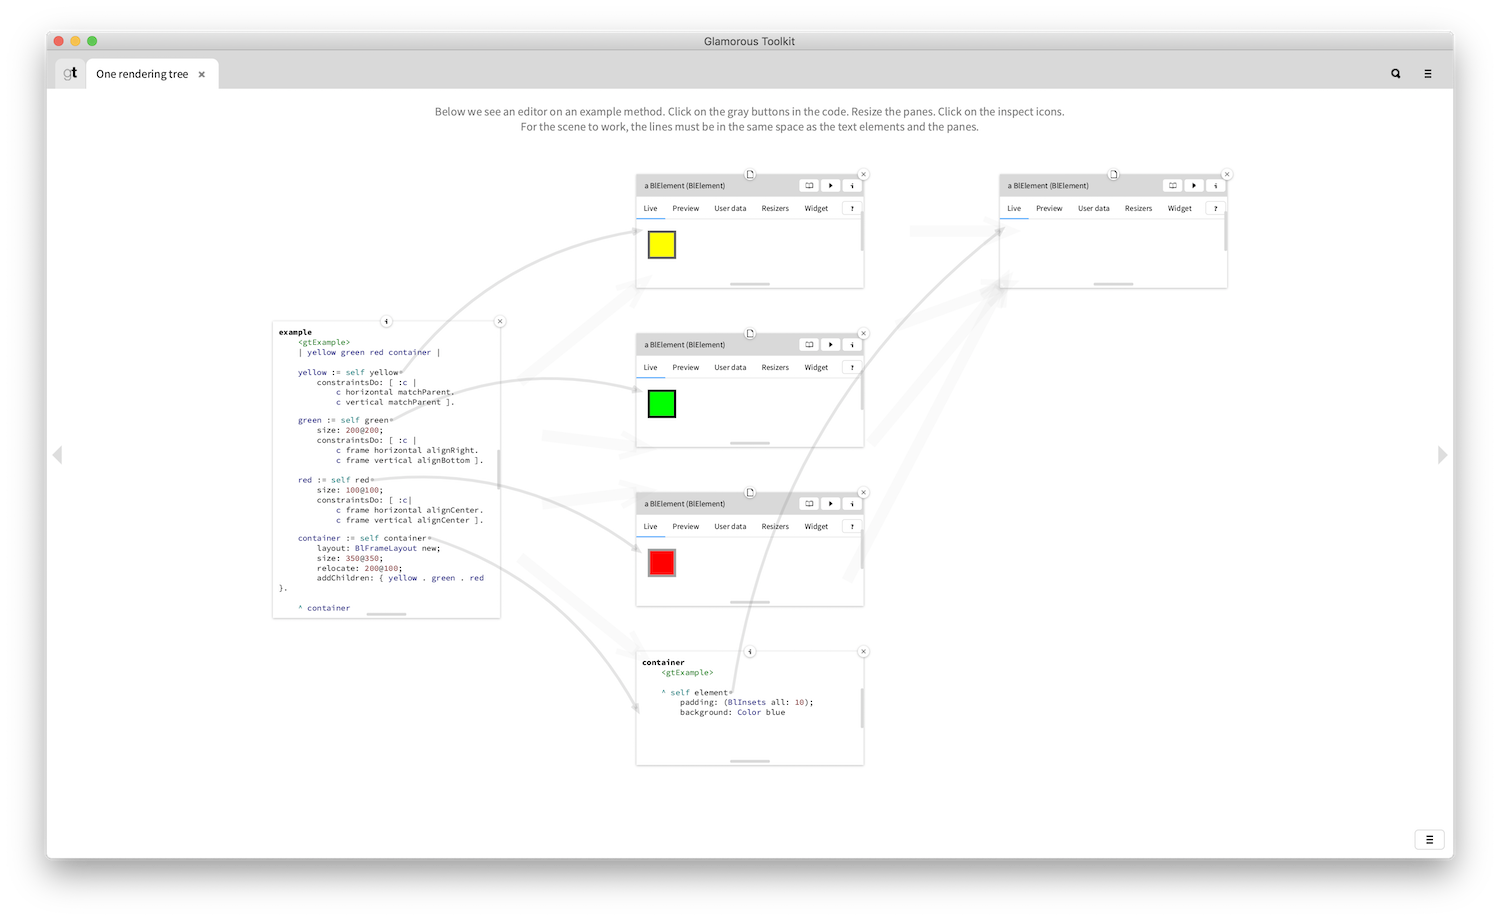 Glamorous Toolkit
gt
One rendering tree
Below we see an editor on an example method. Click on the gray buttons in the code. Resize the panes. Click on the inspect icons.
For the scene to work, the lines must be in the same space as the text elements and the panes.
a BlElement (BlElement)
Live Preview User data Resizers Widget ?
a BlElement (BlElement)
Live Preview User data Resizers Widget ?
example
<gtExample>
| yellow green red container |
yellow := self yellow
constraintsDo: [ :c |
c horizontal matchParent.
c vertical matchParent ].
green := self green
size: 200@200;
constraintsDo: [ :c |
c frame horizontal alignRight.
c frame vertical alignBottom ].
red := self red
size: 100@100;
constraintsDo: [ :c|
c frame horizontal alignCenter.
c frame vertical alignCenter ].
container := self container
layout: BlFrameLayout new;
size: 350@350;
relocate: 200@100;
addChildren: { yellow . green . red
}.
^ container
a BlElement (BlElement)
Live Preview User data Resizers Widget ?
a BlElement (BlElement)
Live Preview User data Resizers Widget ?
container
<gtExample>
^ self element
padding: (BlInsets all: 10);
background: Color blue